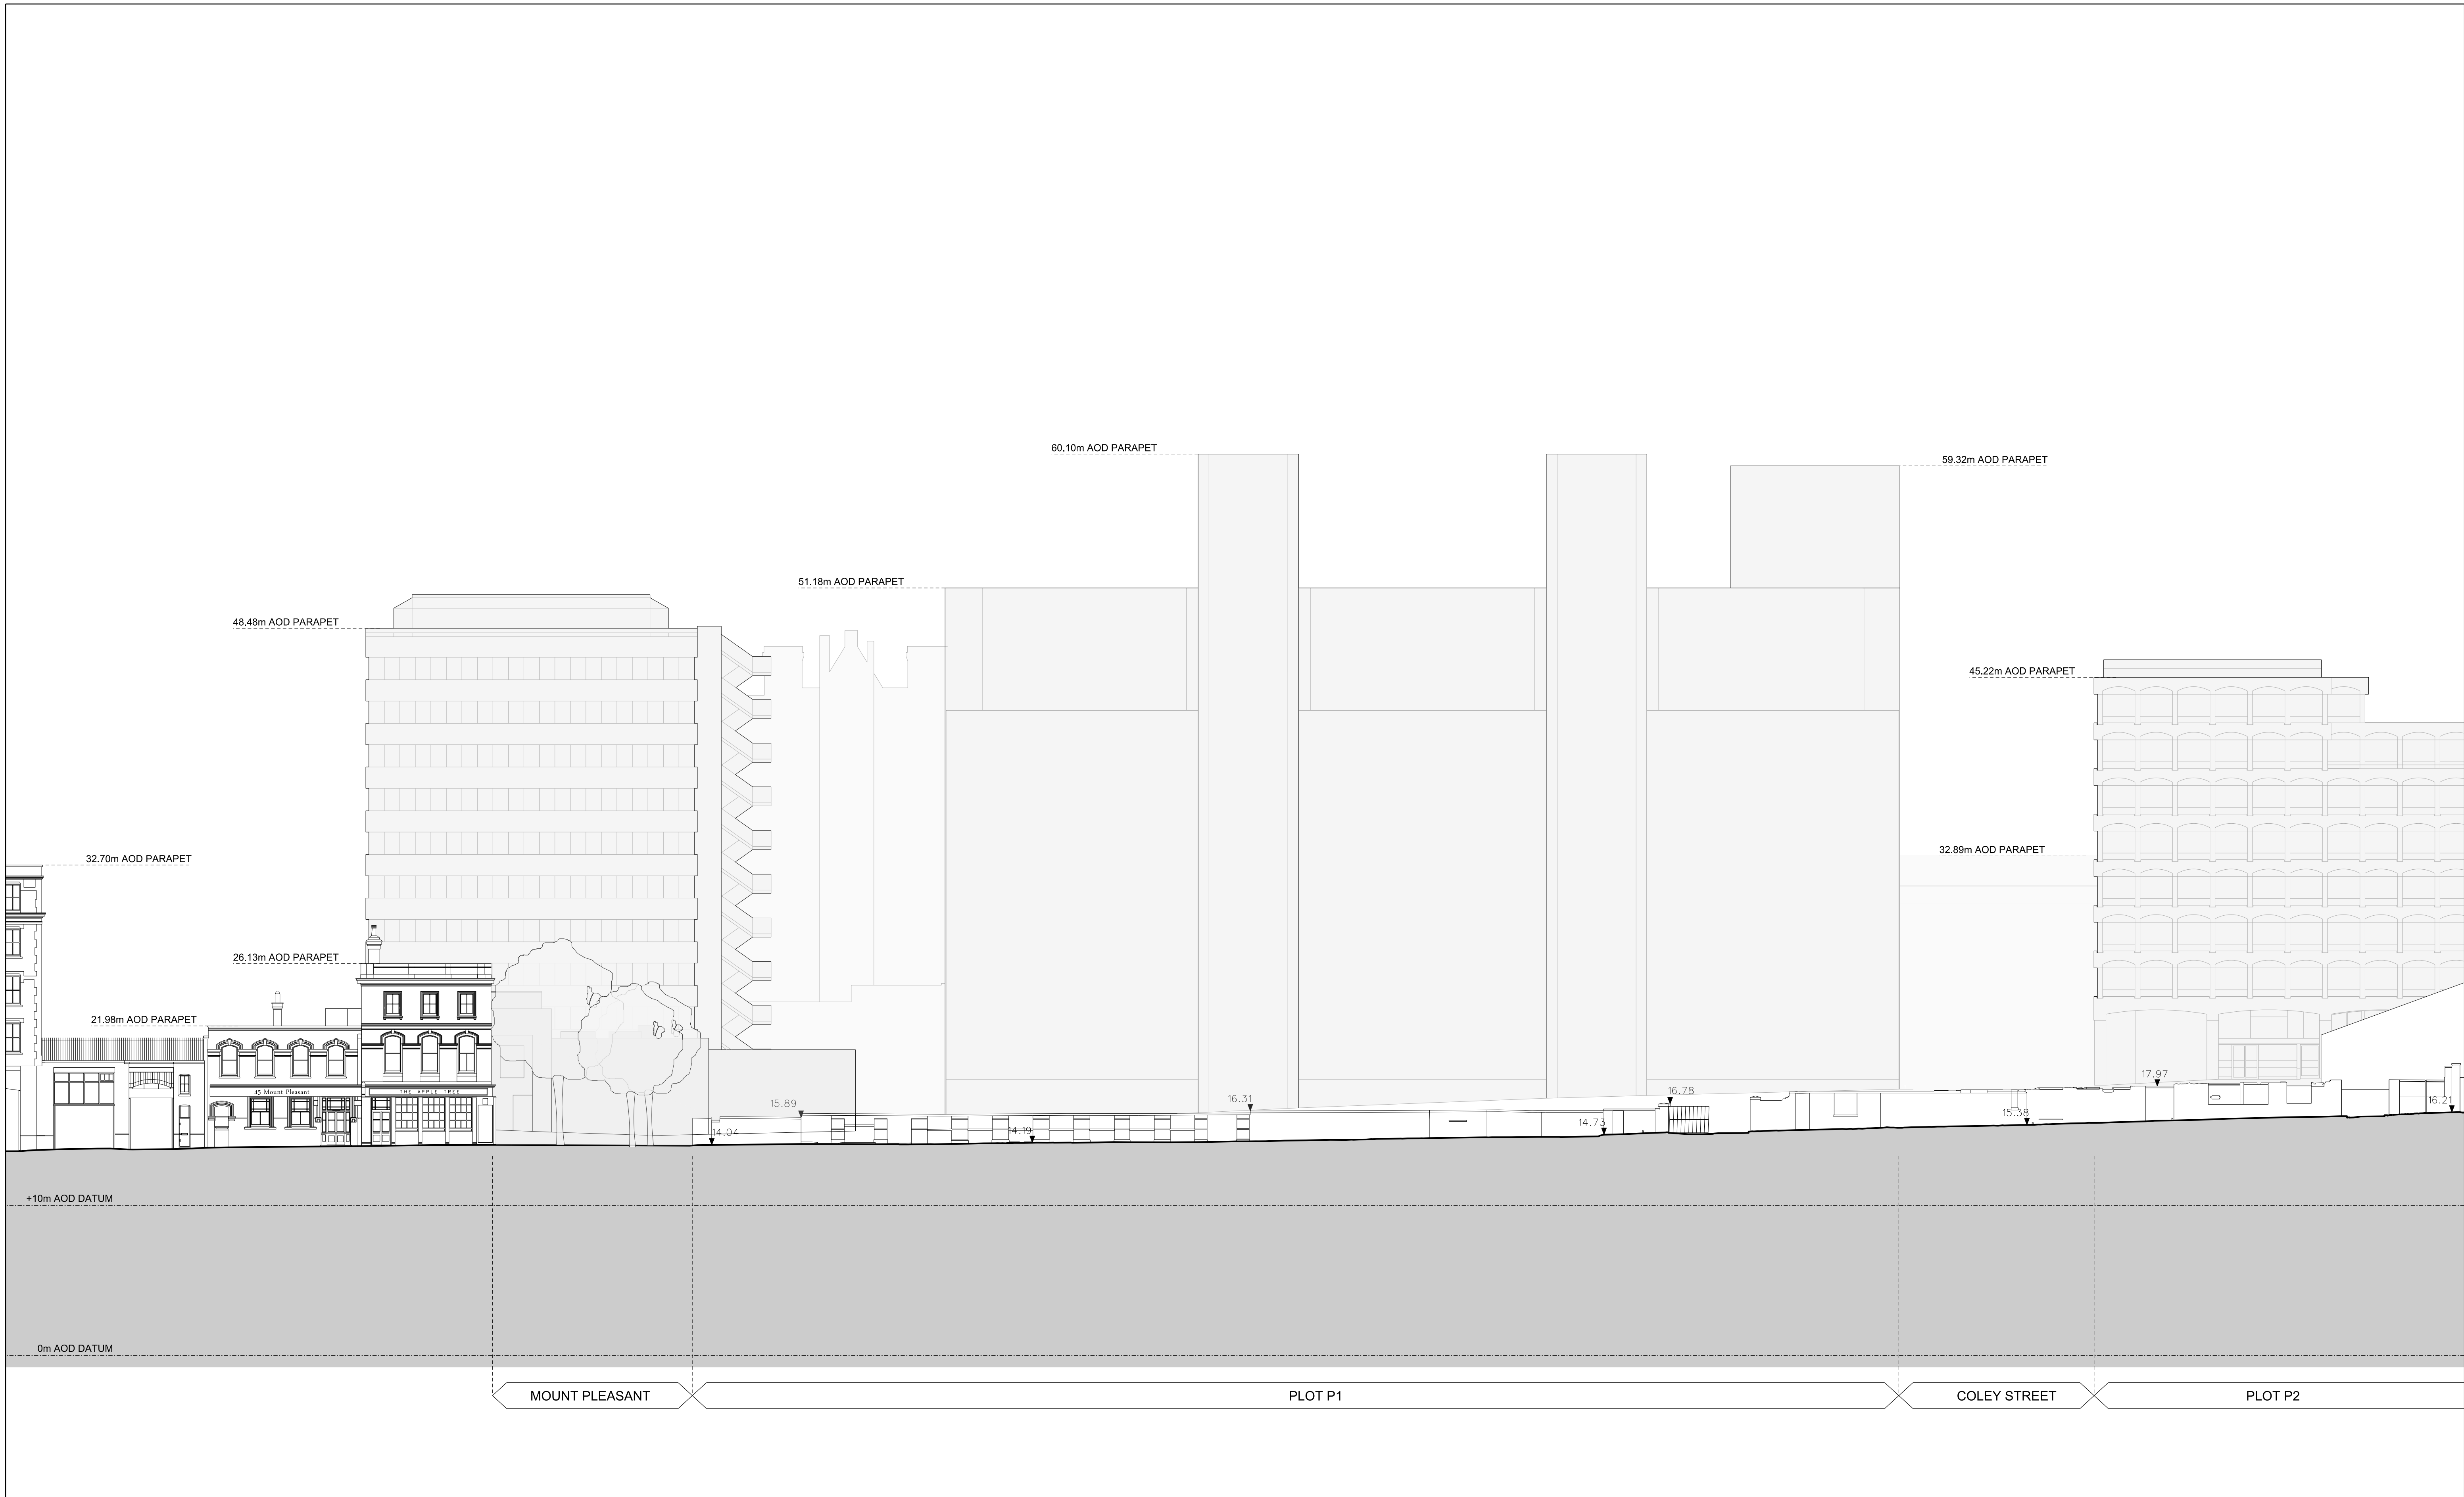 60.10m AOD PARAPET
59.32m AOD PARAPET
51.18m AOD PARAPET
48.48m AOD PARAPET
45.22m AOD PARAPET
32.89m AOD PARAPET
32.70m AOD PARAPET
26.13m AOD PARAPET
21.98m AOD PARAPET
45 Mount Pleasant
THE APPLE TREE
17.97
16.78
16.31
15.89
16.21
15.38
14.73
14.19
14.04
+10m AOD DATUM
0m AOD DATUM
MOUNT PLEASANT
PLOT P1
COLEY STREET
PLOT P2